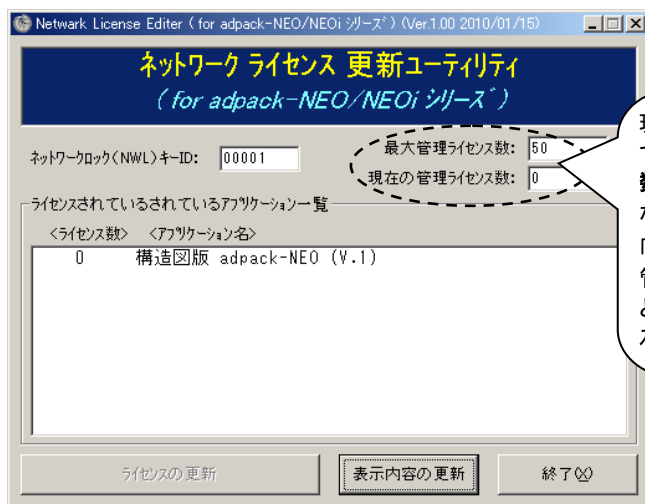 Netwark License Editer ( for adpack-NEO/NEOi ｼﾘｰｽﾞ ) (Ver.1.00 2010/01/15)
ネットワーク ライセンス 更新ユーティリティ
( for adpack-NEO/NEOi シリーズ )
ネットワークロック(NWL)キーID: 00001
最大管理ライセンス数: 50
現在の管理ライセンス数: 0
ライセンスされているされているアプリケーション一覧
<ライセンス数> <アプリケーション名>
0 構造図版 adpack-NEO (V.1)
ライセンスの更新
表示内容の更新
終了(X)